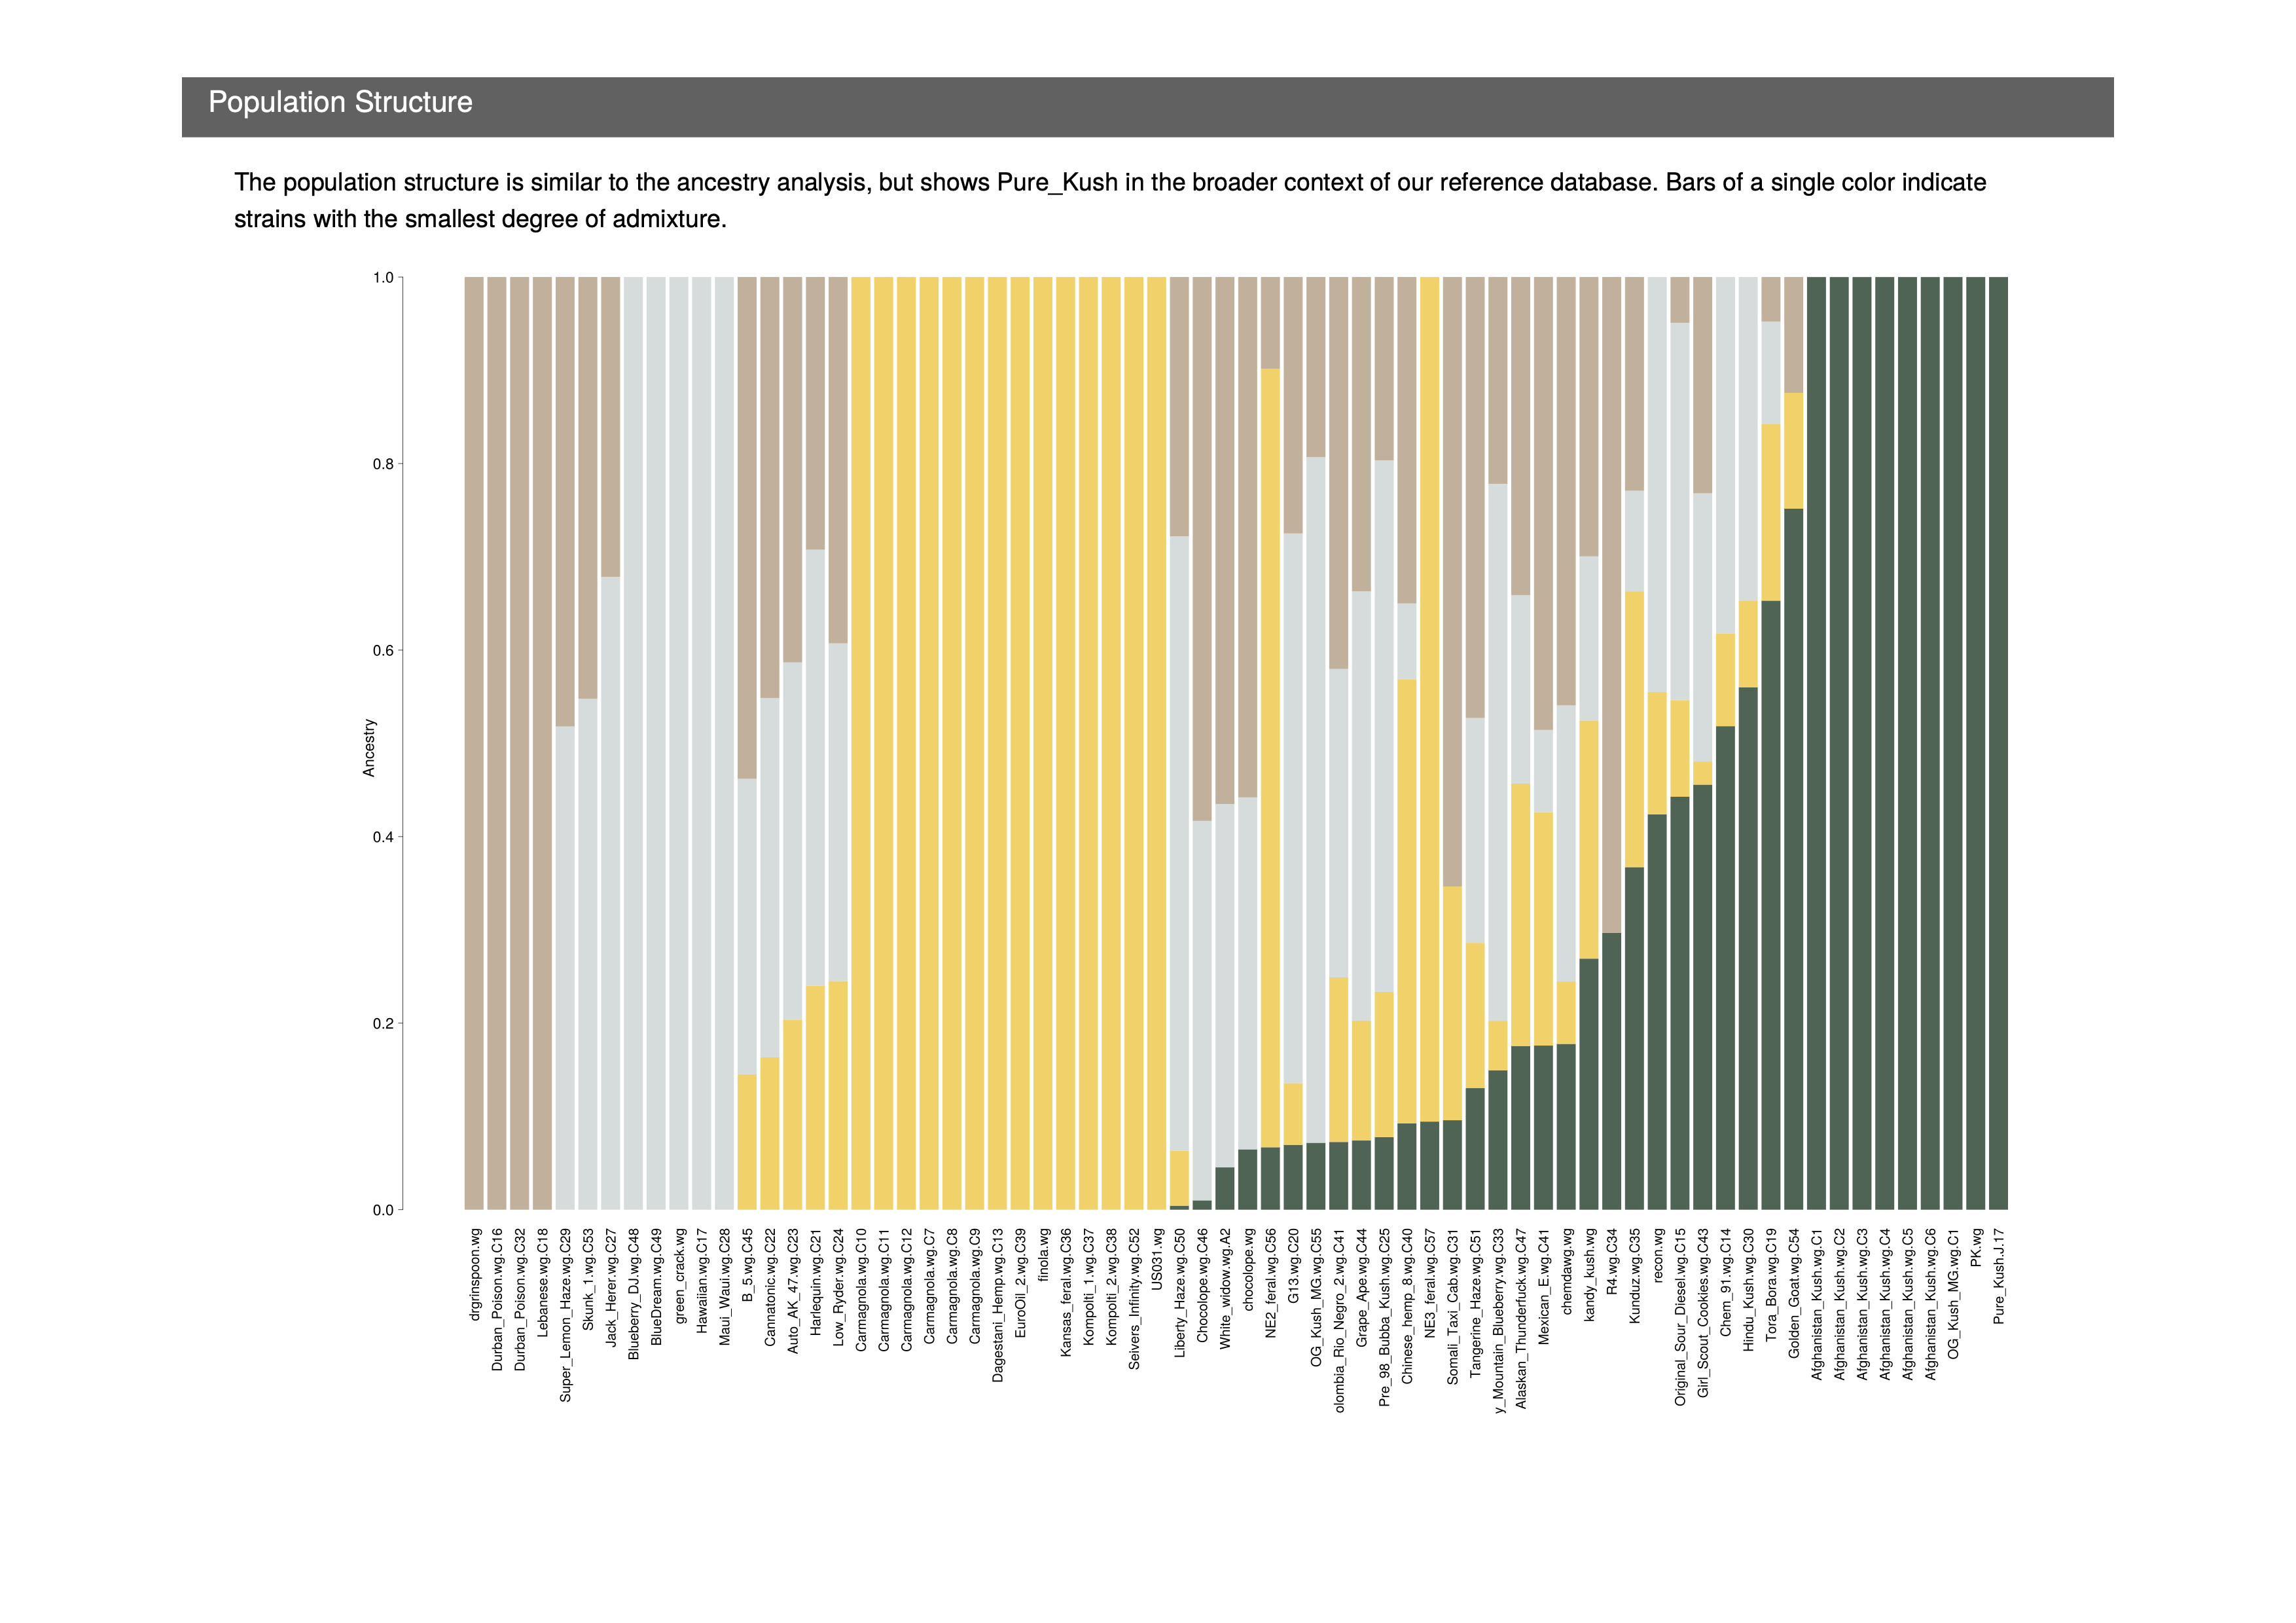 Population Structure
The population structure is similar to the ancestry analysis, but shows Pure_Kush in the broader context of our reference database. Bars of a single color indicate
strains with the smallest degree of admixture.
1.0
0.8
0.6
0.4
0.2
0.0
Ancestry
drgrinspoon.wg
Durban_Poison.wg.C16
Durban_Poison.wg.C32
Lebanese.wg.C18
Super_Lemon_Haze.wg.C29
Skunk_1.wg.C53
Jack_Herer.wg.C27
Blueberry_DJ.wg.C48
BlueDream.wg.C49
green_crack.wg
Hawaiian.wg.C17
Maui_Waui.wg.C28
B_5.wg.C45
Cannatonic.wg.C22
Auto_AK_47.wg.C23
Harlequin.wg.C21
Low_Ryder.wg.C24
Carmagnola.wg.C10
Carmagnola.wg.C11
Carmagnola.wg.C12
Carmagnola.wg.C7
Carmagnola.wg.C8
Carmagnola.wg.C9
Dagestani_Hemp.wg.C13
EuroOil_2.wg.C39
finola.wg
Kansas_feral.wg.C36
Kompolti_1.wg.C37
Kompolti_2.wg.C38
Seivers_Infinity.wg.C52
US031.wg
Liberty_Haze.wg.C50
Chocolope.wg.C46
White_widow.wg.A2
chocolope.wg
NE2_feral.wg.C56
G13.wg.C20
OG_Kush_MG.wg.C55
olombia_Rio_Negro_2.wg.C41
Grape_Ape.wg.C44
Pre_98_Bubba_Kush.wg.C25
Chinese_hemp_8.wg.C40
NE3_feral.wg.C57
Somali_Taxi_Cab.wg.C31
Tangerine_Haze.wg.C51
y_Mountain_Blueberry.wg.C33
Alaskan_Thunderfuck.wg.C47
Mexican_E.wg.C41
chemdawg.wg
kandy_kush.wg
R4.wg.C34
Kunduz.wg.C35
recon.wg
Original_Sour_Diesel.wg.C15
Girl_Scout_Cookies.wg.C43
Chem_91.wg.C14
Hindu_Kush.wg.C30
Tora_Bora.wg.C19
Golden_Goat.wg.C54
Afghanistan_Kush.wg.C1
Afghanistan_Kush.wg.C2
Afghanistan_Kush.wg.C3
Afghanistan_Kush.wg.C4
Afghanistan_Kush.wg.C5
Afghanistan_Kush.wg.C6
OG_Kush_MG.wg.C1
PK.wg
Pure_Kush.J.17